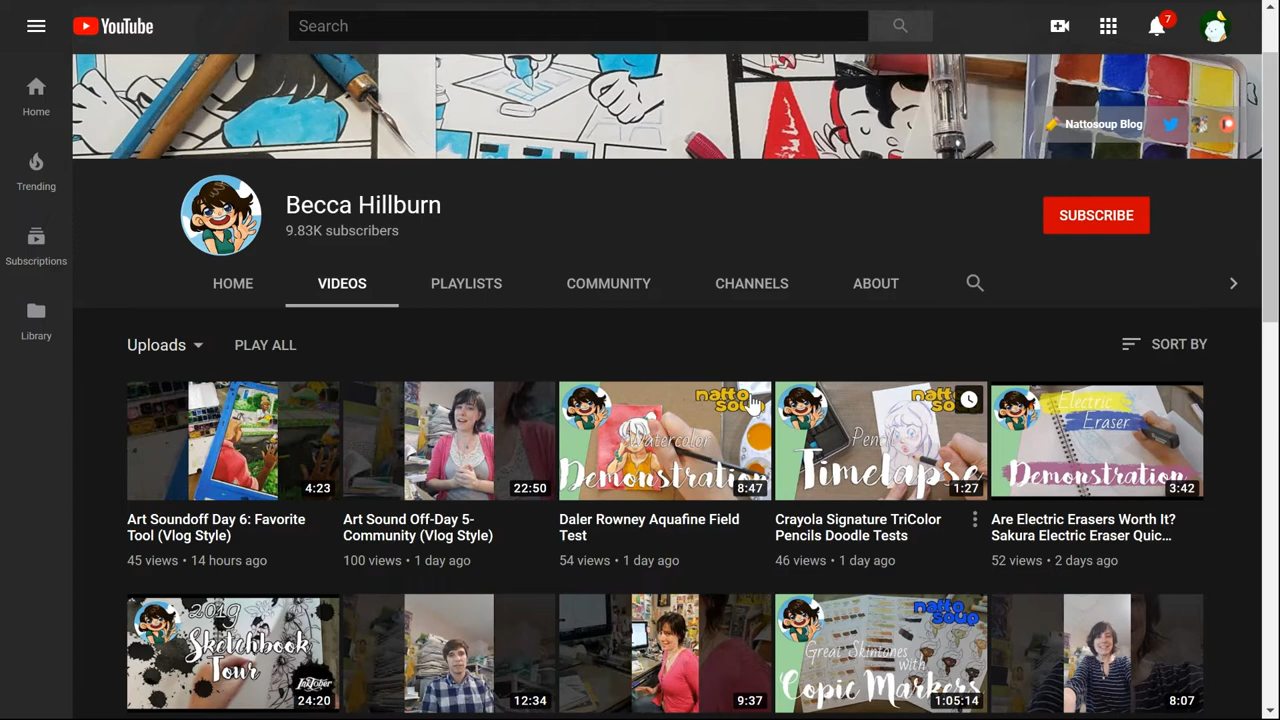 YouTube
Search
7
Home
Trending
Subscriptions
Library
Nattosoup Blog
Becca Hillburn
9.83K subscribers
SUBSCRIBE
HOME
VIDEOS
PLAYLISTS
COMMUNITY
CHANNELS
ABOUT
Uploads
PLAY ALL
SORT BY
4:23
Art Soundoff Day 6: Favorite
Tool (Vlog Style)
45 views • 14 hours ago
22:50
Art Sound Off-Day 5-
Community (Vlog Style)
100 views • 1 day ago
natto
soup
Watercolor
Demonstration
8:47
Daler Rowney Aquafine Field
Test
54 views • 1 day ago
natto
Pencil
Timelapse
1:27
Crayola Signature TriColor
Pencils Doodle Tests
46 views • 1 day ago
Electric
Eraser
Demonstration
3:42
Are Electric Erasers Worth It?
Sakura Electric Eraser Quic...
52 views • 2 days ago
2019
Sketchbook
Tour
InkTober
24:20
12:34
9:37
natto
soup
Great Skintones
with
Copic Markers
1:05:14
8:07